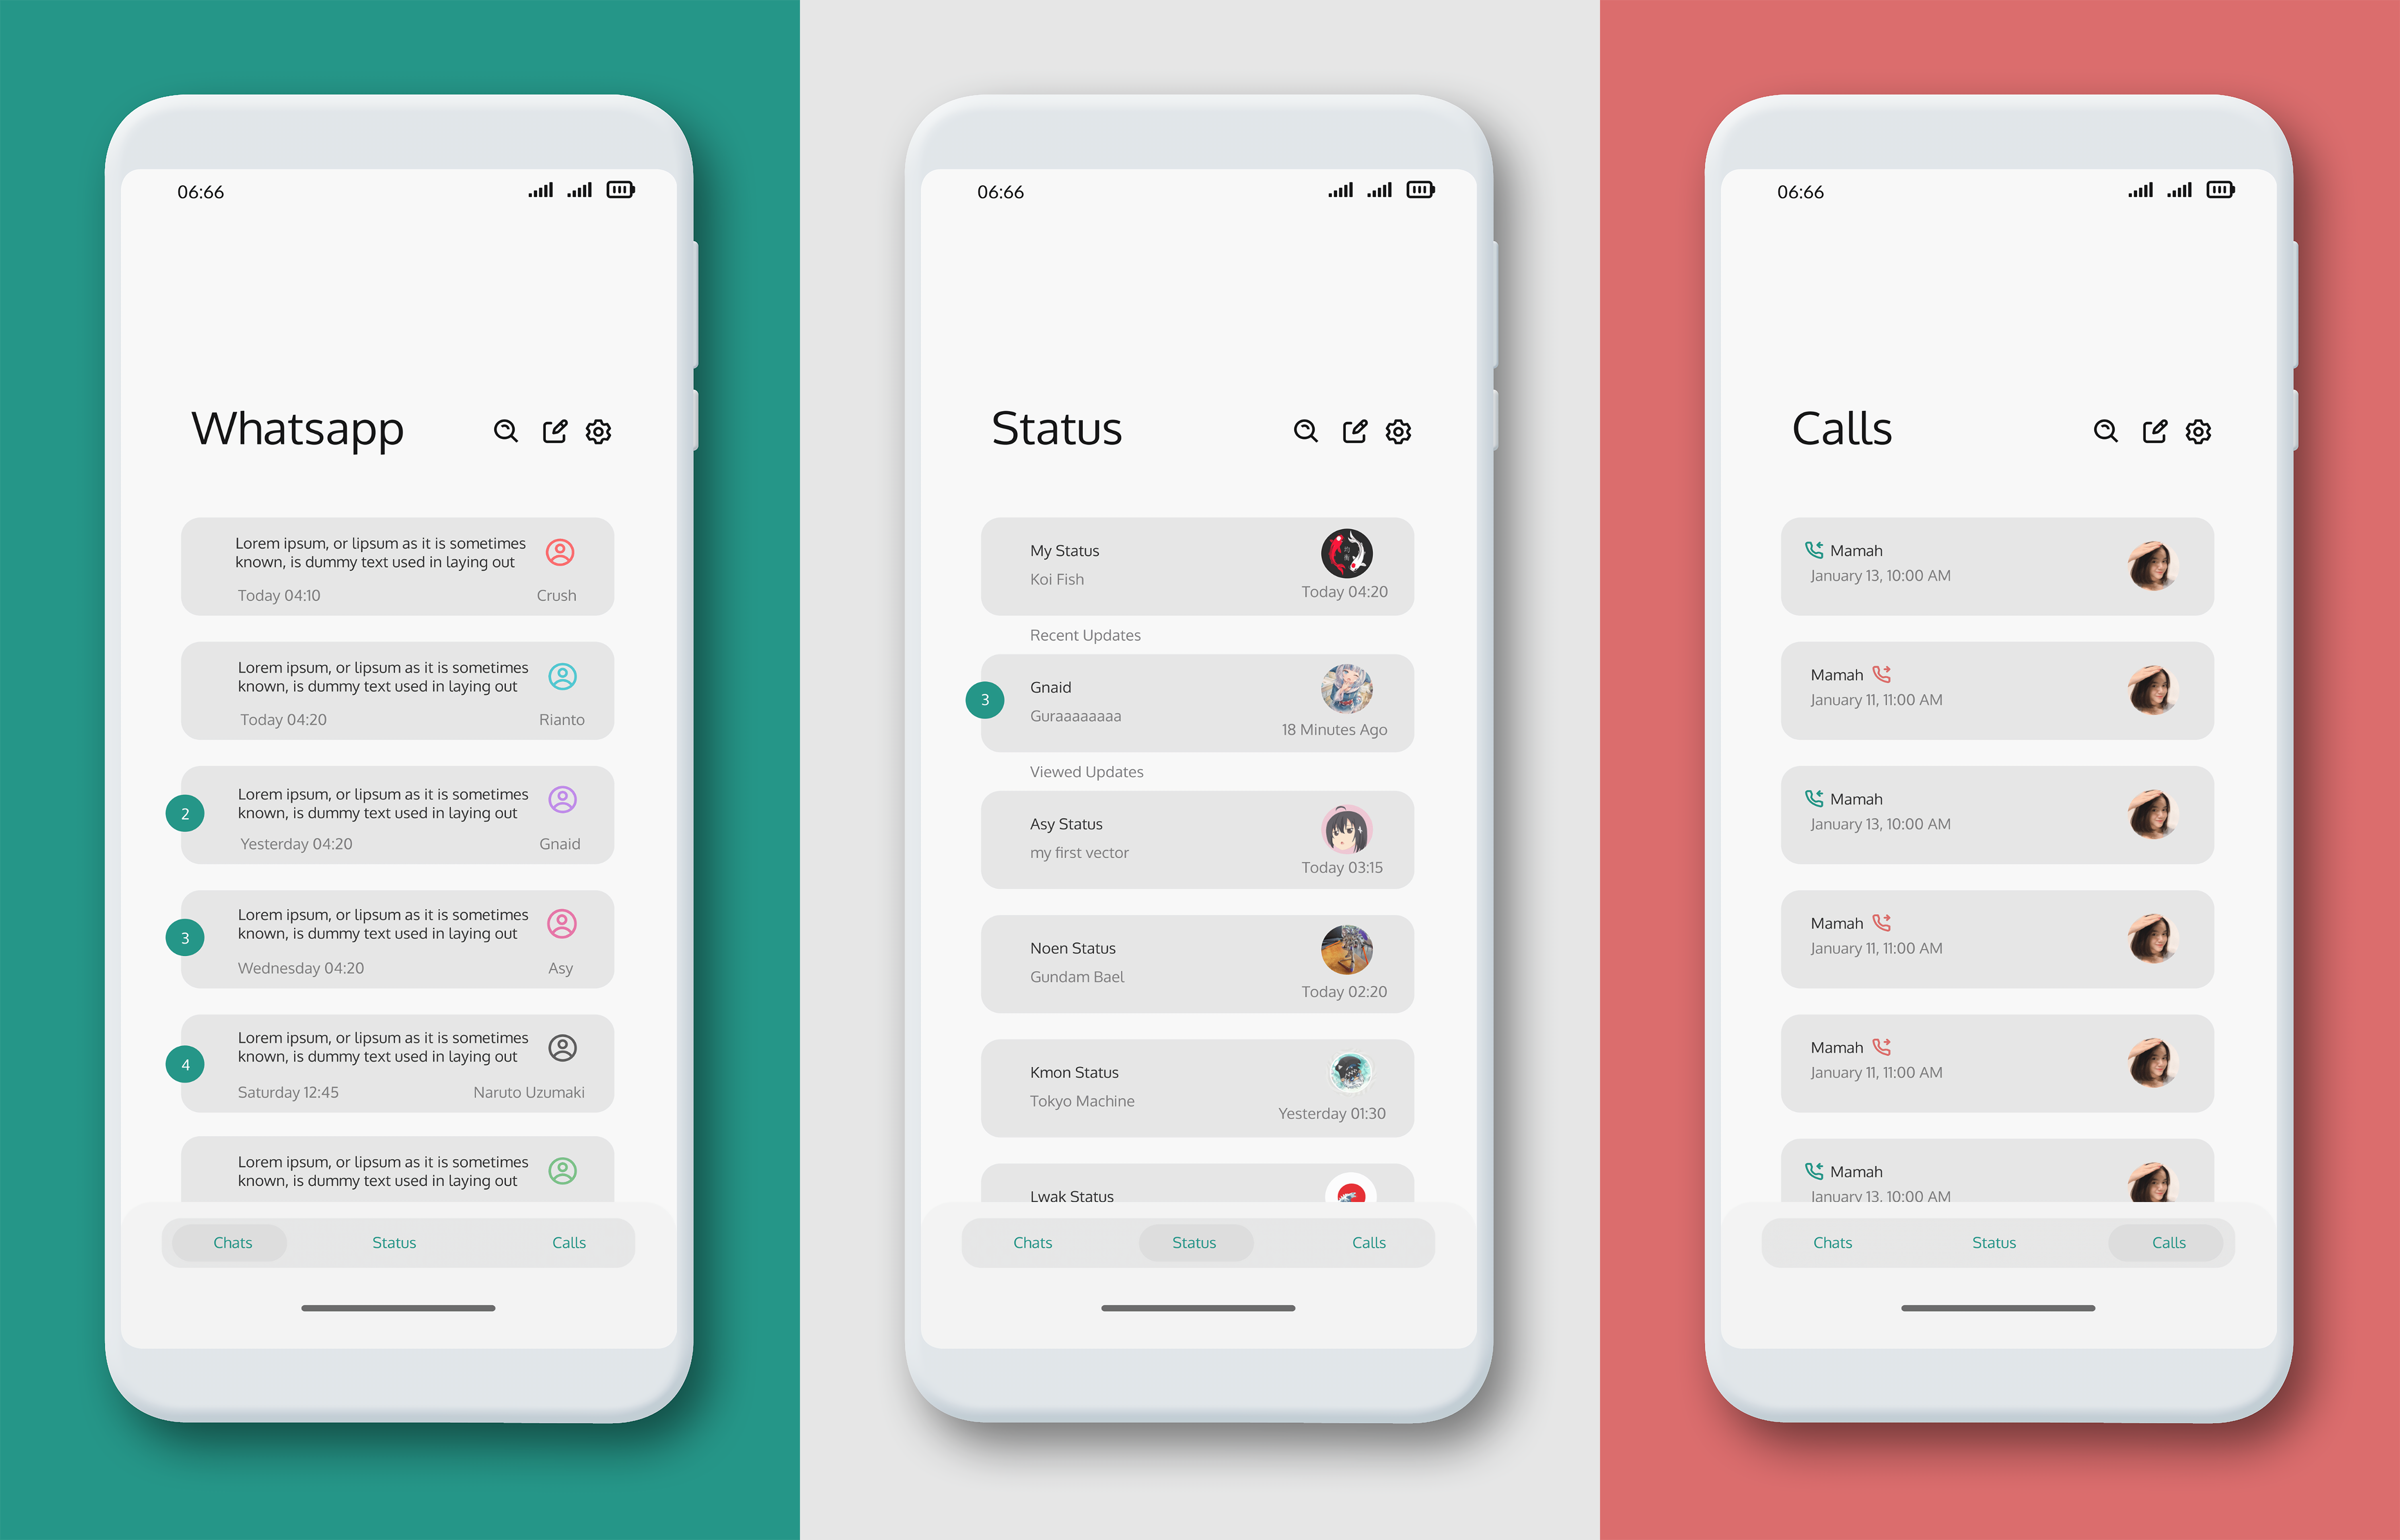 06:66
Whatsapp
Lorem ipsum, or lipsum as it is sometimes
known, is dummy text used in laying out
Today 04:10
Crush
Lorem ipsum, or lipsum as it is sometimes
known, is dummy text used in laying out
Today 04:20
Rianto
2
Lorem ipsum, or lipsum as it is sometimes
known, is dummy text used in laying out
Yesterday 04:20
Gnaid
3
Lorem ipsum, or lipsum as it is sometimes
known, is dummy text used in laying out
Wednesday 04:20
Asy
4
Lorem ipsum, or lipsum as it is sometimes
known, is dummy text used in laying out
Saturday 12:45
Naruto Uzumaki
Lorem ipsum, or lipsum as it is sometimes
known, is dummy text used in laying out
Chats
Status
Calls
06:66
Status
My Status
Koi Fish
Today 04:20
Recent Updates
3
Gnaid
Guraaaaaaaa
18 Minutes Ago
Viewed Updates
Asy Status
my first vector
Today 03:15
Noen Status
Gundam Bael
Today 02:20
Kmon Status
Tokyo Machine
Yesterday 01:30
Lwak Status
Chats
Status
Calls
06:66
Calls
Mamah
January 13, 10:00 AM
Mamah
January 11, 11:00 AM
Mamah
January 13, 10:00 AM
Mamah
January 11, 11:00 AM
Mamah
January 11, 11:00 AM
Mamah
January 13, 10:00 AM
Chats
Status
Calls